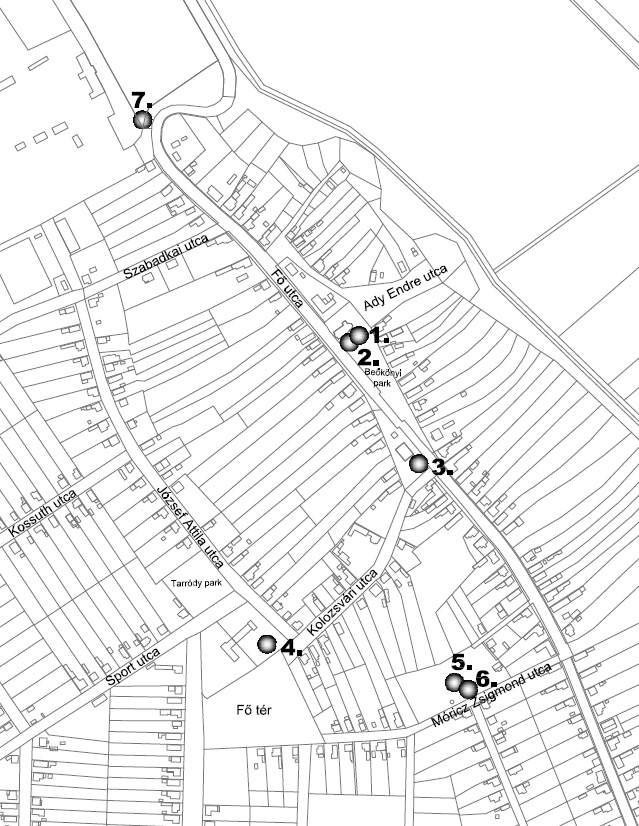 7.
Szabadkai utca
Fő utca
Ady Endre utca
1.
2.
Beökönyi
park
3.
Kossuth utca
József Attila utca
Tarródy park
Kolozsvári utca
4.
Sport utca
5.
6.
Móricz Zsigmond utca
Fő tér